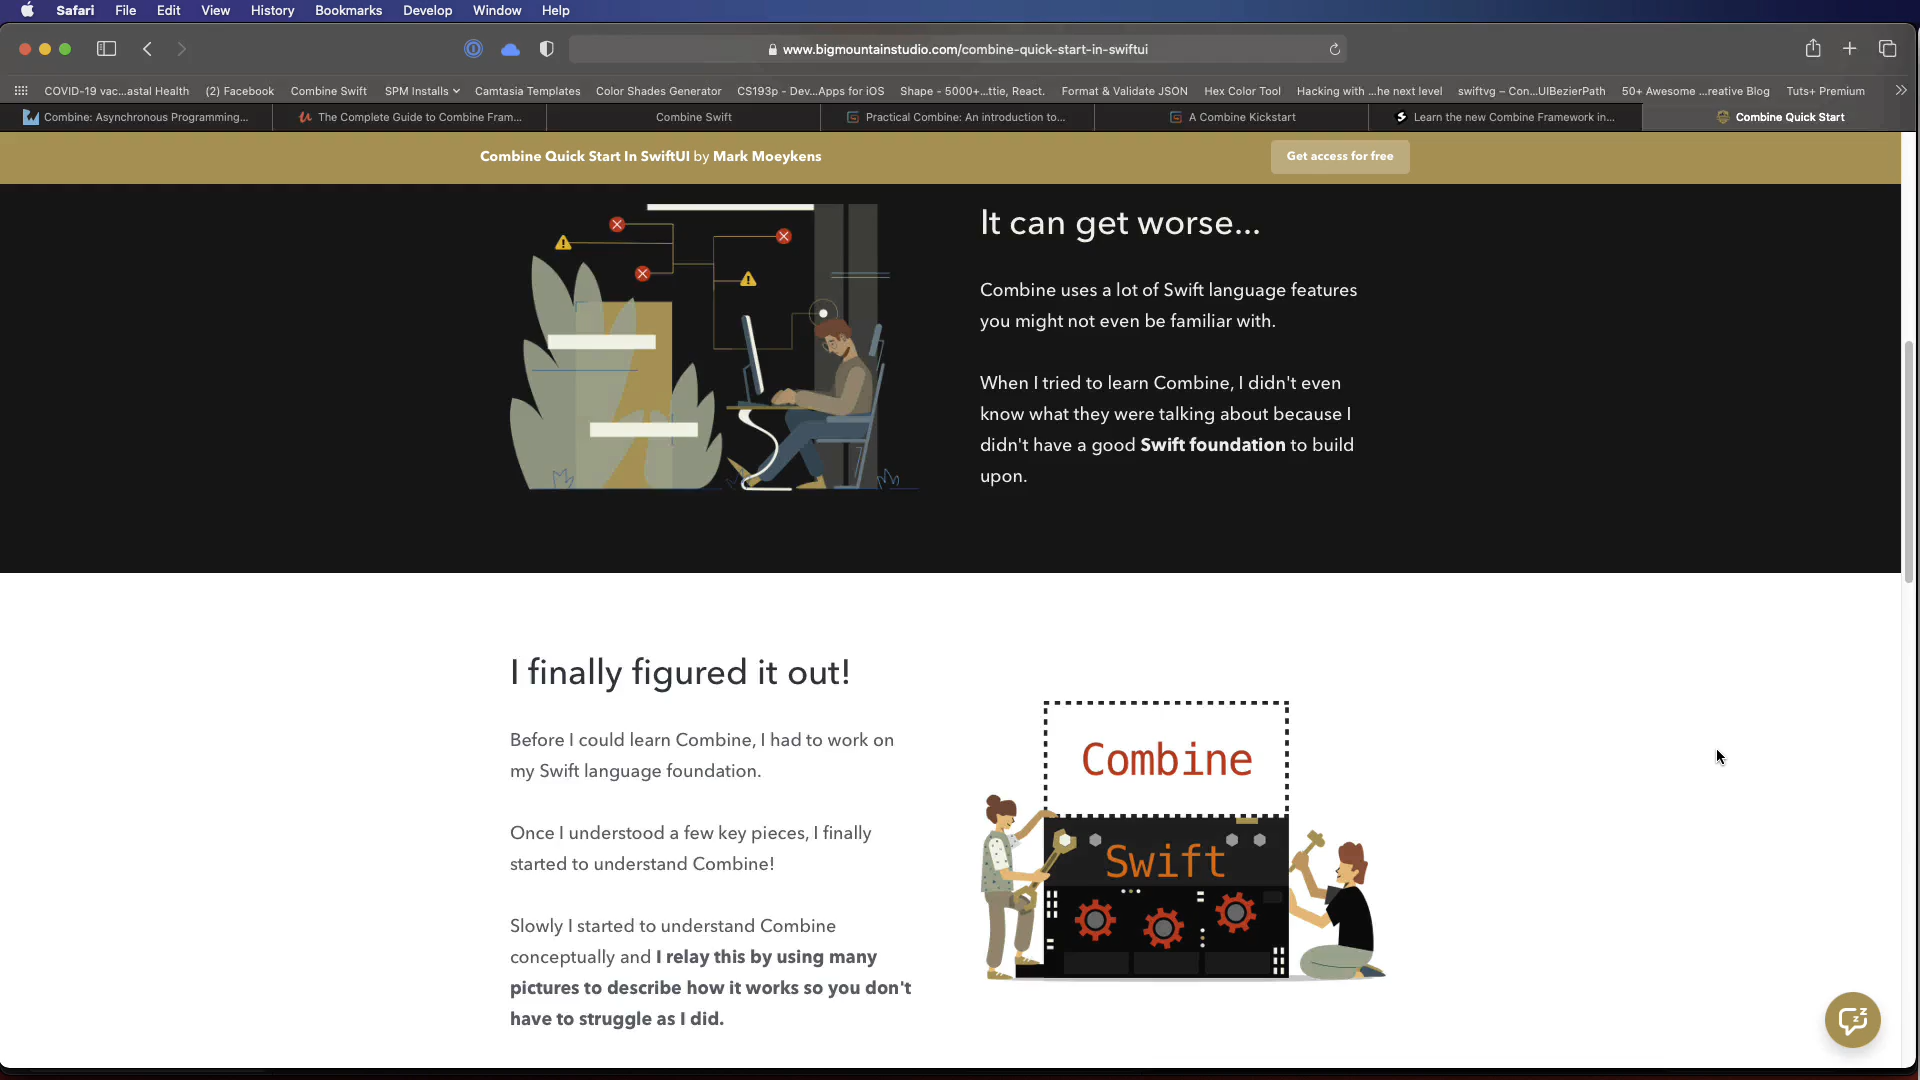 Safari File Edit View History Bookmarks Develop Window Help
www.bigmountainstudio.com/combine-quick-start-in-swiftui
COVID-19 vac...astal Health (2) Facebook Combine Swift SPM Installs Camtasia Templates Color Shades Generator CS193p - Dev...Apps for iOS Shape - 5000+...ttie, React. Format & Validate JSON Hex Color Tool Hacking with ...he next level swiftvg – Con...UIBezierPath 50+ Awesome ...reative Blog Tuts+ Premium
Combine: Asynchronous Programming... The Complete Guide to Combine Fram... Combine Swift Practical Combine: An introduction to... A Combine Kickstart Learn the new Combine Framework in... Combine Quick Start
Combine Quick Start In SwiftUI by Mark Moeykens Get access for free
It can get worse...
Combine uses a lot of Swift language features
you might not even be familiar with.
When I tried to learn Combine, I didn't even
know what they were talking about because I
didn't have a good Swift foundation to build
upon.
I finally figured it out!
Before I could learn Combine, I had to work on
my Swift language foundation.
Once I understood a few key pieces, I finally
started to understand Combine!
Slowly I started to understand Combine
conceptually and I relay this by using many
pictures to describe how it works so you don't
have to struggle as I did.
Combine
Swift